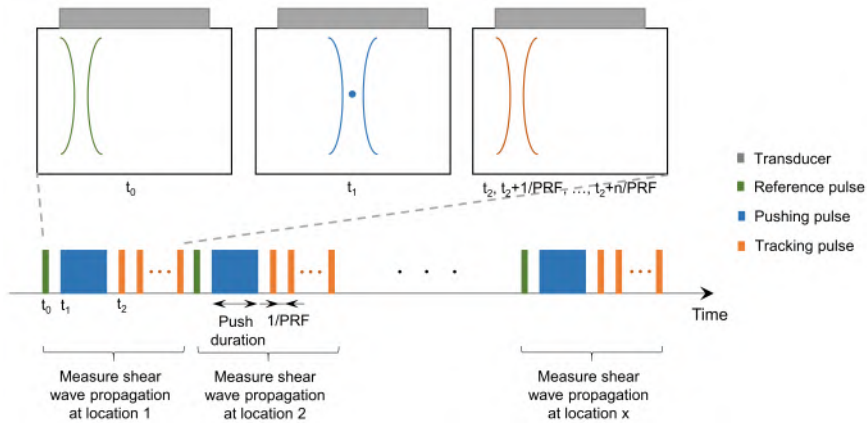 t0
t1
t2, t2+1/PRF, ..., t2+n/PRF
Transducer
Reference pulse
Pushing pulse
Tracking pulse
t0
t1
t2
Push
duration
1/PRF
Time
Measure shear
wave propagation
at location 1
Measure shear
wave propagation
at location 2
Measure shear
wave propagation
at location x